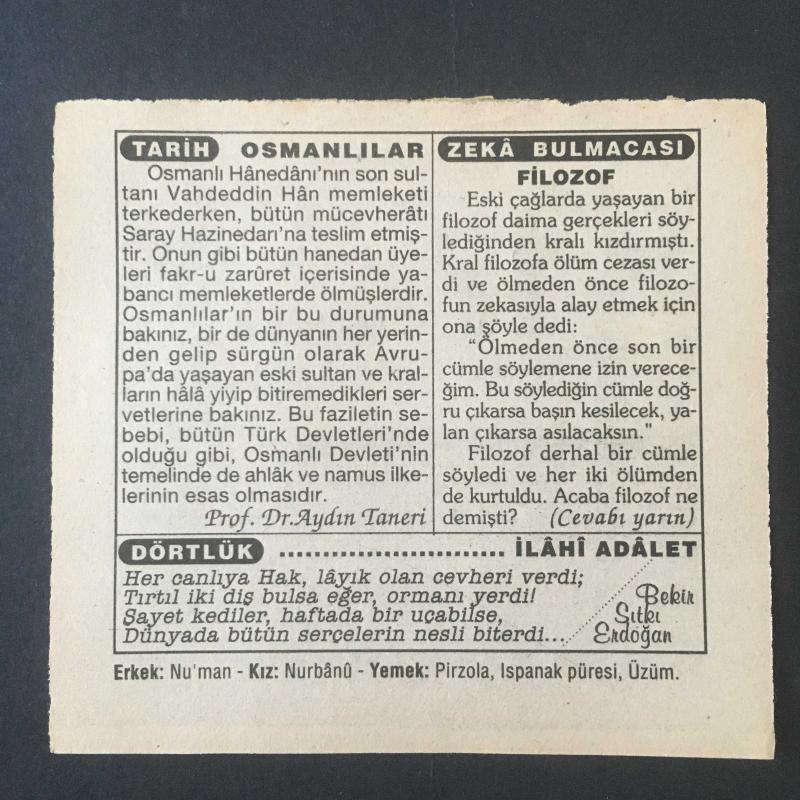 TARİH OSMANLILAR
Osmanlı Hânedânı'nın son sul-
tanı Vahdeddin Hân memleketi
terkederken, bütün mücevherâtı
Saray Hazinedarı'na teslim etmiş-
tir. Onun gibi bütün hanedan üye-
leri fakr-u zarûret içerisinde ya-
bancı memleketlerde ölmüşlerdir.
Osmanlılar'ın bir bu durumuna
bakınız, bir de dünyanın her yerin-
den gelip sürgün olarak Avru-
pa'da yaşayan eski sultan ve kral-
ların hâlâ yiyip bitiremedikleri ser-
vetlerine bakınız. Bu faziletin se-
bebi, bütün Türk Devletleri'nde
olduğu gibi, Osmanlı Devleti'nin
temelinde de ahlâk ve namus ilke-
lerinin esas olmasıdır.
Prof. Dr.Aydın Taneri
ZEKÂ BULMACASI
FİLOZOF
Eski çağlarda yaşayan bir
filozof daima gerçekleri söy-
lediğinden kralı kızdırmıştı.
Kral filozofa ölüm cezası ver-
di ve ölmeden önce filozo-
fun zekasıyla alay etmek için
ona şöyle dedi:
"Ölmeden önce son bir
cümle söylemene izin verece-
ğim. Bu söylediğin cümle doğ-
ru çıkarsa başın kesilecek, ya-
lan çıkarsa asılacaksın."
Filozof derhal bir cümle
söyledi ve her iki ölümden
de kurtuldu. Acaba filozof ne
demişti? (Cevabı yarın)
DÖRTLÜK .......................... İLÂHÎ ADÂLET
Her canlıya Hak, lâyık olan cevheri verdi;
Tırtıl iki diş bulsa eğer, ormanı yerdi!
Şayet kediler, haftada bir uçabilse,
Dünyada bütün serçelerin nesli biterdi...
Bekir
Sıtkı
Erdoğan
Erkek: Nu'man - Kız: Nurbânû - Yemek: Pirzola, Ispanak püresi, Üzüm.